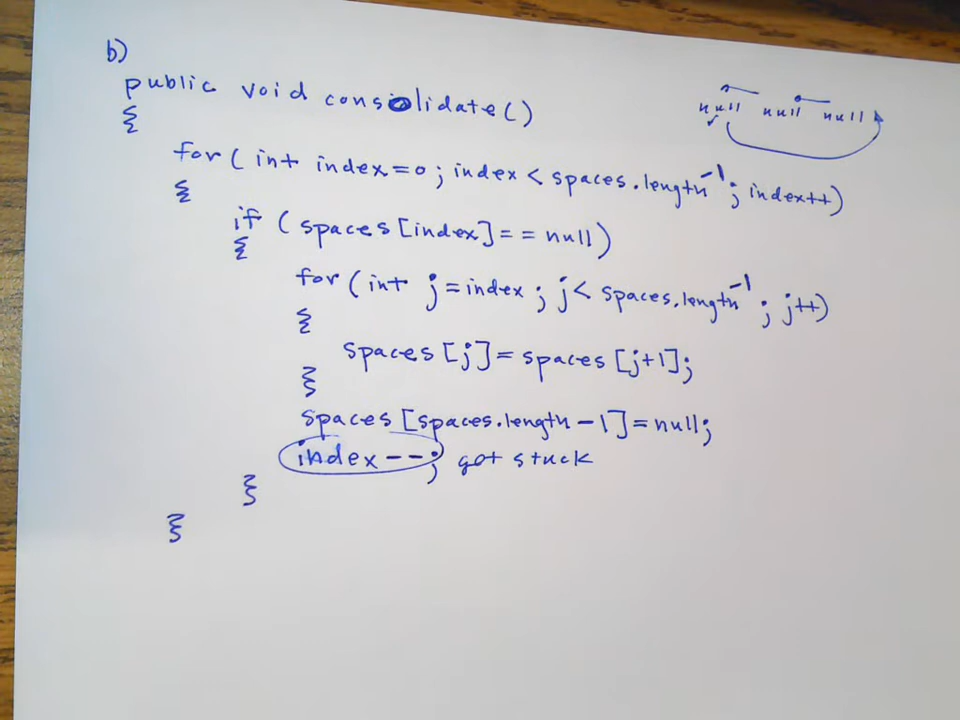 b)
public void consolidate()
null null null
{
for( int index=0; index < spaces.length-1; index++)
{
if ( spaces [index] == null)
{
for ( int j = index ; j < spaces.length-1 ; j++)
{
spaces [j] = spaces [j+1];
}
spaces [spaces.length-1] = null;
index--; got stuck
}
}